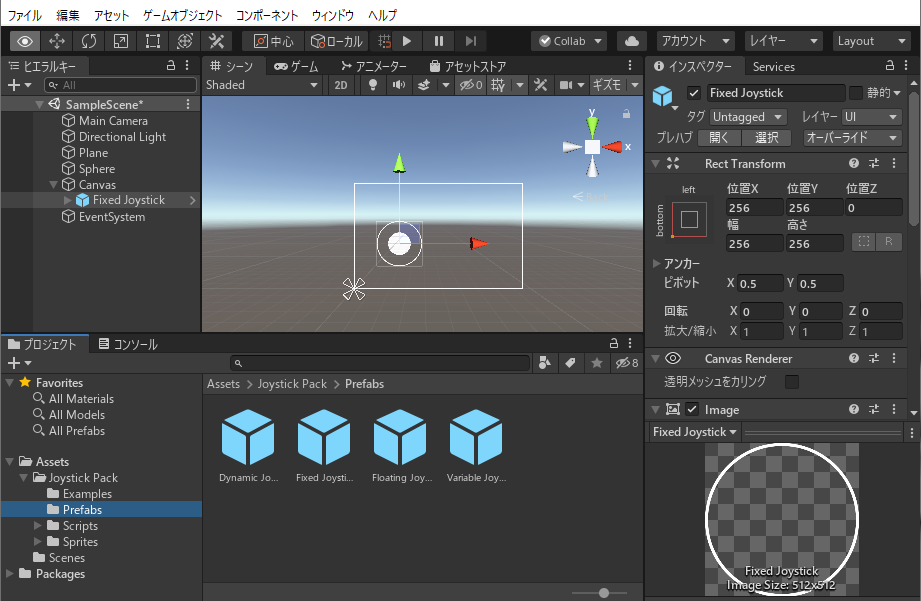 ファイル 編集 アセット ゲームオブジェクト コンポーネント ウィンドウ ヘルプ
中心 ローカル Collab アカウント レイヤー Layout
ヒエラルキー
All
SampleScene*
Main Camera
Directional Light
Plane
Sphere
Canvas
Fixed Joystick
EventSystem
シーン ゲーム アニメーター アセットストア
Shaded 2D 0 ギズモ
y
x
インスペクター Services
Fixed Joystick 静的
タグ Untagged レイヤー UI
プレハブ 開く 選択 オーバーライド
Rect Transform
left 位置X 位置Y 位置Z
bottom 256 256 0
幅 高さ
256 256 R
アンカー
ピボット X 0.5 Y 0.5
回転 X 0 Y 0 Z 0
拡大/縮小 X 1 Y 1 Z 1
Canvas Renderer
透明メッシュをカリング
Image
Fixed Joystick
Fixed Joystick
Image Size: 512x512
プロジェクト コンソール
8
Favorites
All Materials
All Models
All Prefabs
Assets
Joystick Pack
Examples
Prefabs
Scripts
Sprites
Scenes
Packages
Assets > Joystick Pack > Prefabs
Dynamic Jo... Fixed Joysti... Floating Joy... Variable Joy...